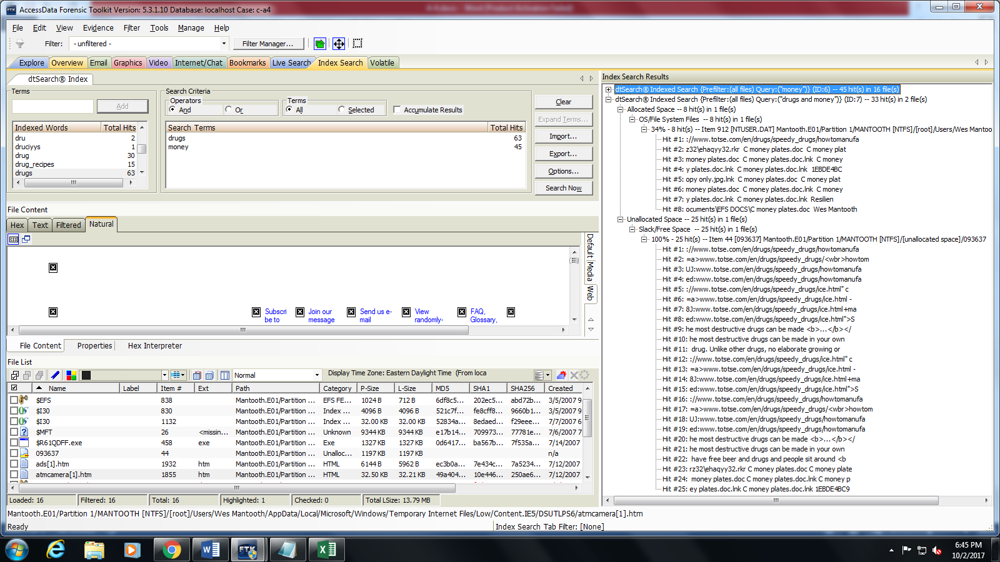 AccessData Forensic Toolkit Version: 5.3.1.10 Database: localhost Case: c-a4
File Edit View Evidence Filter Tools Manage Help
Filter: - unfiltered - Filter Manager...
Explore Overview Email Graphics Video Internet/Chat Bookmarks Live Search Index Search Volatile
dtSearch® Index
Terms
Add
Indexed Words Total Hits
dru 2
druciyys 1
drug 30
drug_recipes 15
drugs 63
Search Criteria
Operators
And Or
Terms
All Selected
Accumulate Results
Search Terms Total Hits
drugs 63
money 45
Clear
Expand Terms...
Import...
Export...
Options...
Search Now
File Content
Hex Text Filtered Natural
CSS
Default Media Web
Subscri
be to
Join our
message
Send us e-
mail
View
randomly-
FAQ,
Glossary,
File Content Properties Hex Interpreter
File List
Normal Display Time Zone: Eastern Daylight Time (From loca
Name Label Item # Ext Path Category P-Size L-Size MD5 SHA1 SHA256 Created
$EFS 838 Mantooth.E01/Partition ... EFS FE... 1024 B 712 B 6df8c5... 202ec5... abd72b... 3/5/2007 9
$I30 830 Mantooth.E01/Partition ... Index ... 4096 B 4096 B 521c7f... fe8cff8... 9660b1... 3/5/2007 9
$I30 1132 Mantooth.E01/Partition ... Index ... 32.00 KB 32.00 KB 52834a... 8edaed... f29eee... 7/7/2007 6
$MFT 26 <missin... Mantooth.E01/Partition ... Unknown 9344 KB 9344 KB e17b14... 709973... 77781e... 7/6/2007 7
$R61QDFF.exe 458 exe Mantooth.E01/Partition ... Exe 1327 KB 1327 KB 0d6417... ba567b... 7f535a... 7/14/2007
093637 44 Mantooth.E01/Partition ... Unalloc... 1197 KB 1197 KB n/a
ads[1].htm 1932 htm Mantooth.E01/Partition ... HTML 6144 B 5962 B ec3b0a... 7e434c... 7a5234... 7/12/2007
atmcamera[1].htm 1855 htm Mantooth.E01/Partition ... HTML 32.50 KB 32.21 KB 49a404... 10e446... 250ae6... 7/12/2007
Loaded: 16 Filtered: 16 Total: 16 Highlighted: 1 Checked: 0 Total LSize: 13.79 MB
Mantooth.E01/Partition 1/MANTOOTH [NTFS]/[root]/Users/Wes Mantooth/AppData/Local/Microsoft/Windows/Temporary Internet Files/Low/Content.IE5/DSUTLPS6/atmcamera[1].htm
Ready Index Search Tab Filter: [None]
Index Search Results
dtSearch® Indexed Search {Prefilter:(all files) Query:("money")} (ID:6) -- 45 hit(s) in 16 file(s)
dtSearch® Indexed Search {Prefilter:(all files) Query:("drugs and money")} (ID:7) -- 33 hit(s) in 2 file(s)
Allocated Space -- 8 hit(s) in 1 file(s)
OS/File System Files -- 8 hit(s) in 1 file(s)
34% - 8 hit(s) -- Item 912 [NTUSER.DAT] Mantooth.E01/Partition 1/MANTOOTH [NTFS]/[root]/Users/Wes Mantoo
Hit #1: ://www.totse.com/en/drugs/speedy_drugs/howtomanufa
Hit #2: z32\ehaqyy32.rkr C money plates.doc C money plat
Hit #3: money plates.doc C money plates.doc.lnk C money
Hit #4: y plates.doc.lnk C money plates.doc.lnk 1EBDE4BC
Hit #5: opy only.jpg.lnk C money plates.doc C money plat
Hit #6: money plates.doc C money plates.doc.lnk C money
Hit #7: y plates.doc.lnk C money plates.doc.lnk Resilien
Hit #8: ocuments\EFS DOCS\C money plates.doc Wes Mantooth
Unallocated Space -- 25 hit(s) in 1 file(s)
Slack/Free Space -- 25 hit(s) in 1 file(s)
100% - 25 hit(s) -- Item 44 [093637] Mantooth.E01/Partition 1/MANTOOTH [NTFS]/[unallocated space]/093637
Hit #1: ://www.totse.com/en/drugs/speedy_drugs/howtomanufa
Hit #2: =a>www.totse.com/en/drugs/speedy_drugs/<wbr>howtom
Hit #3: UJ:www.totse.com/en/drugs/speedy_drugs/howtomanufa
Hit #4: ed:www.totse.com/en/drugs/speedy_drugs/howtomanufa
Hit #5: ://www.totse.com/en/drugs/speedy_drugs/ice.html" c
Hit #6: =a>www.totse.com/en/drugs/speedy_drugs/ice.html -
Hit #7: 8J:www.totse.com/en/drugs/speedy_drugs/ice.html+ma
Hit #8: ed:www.totse.com/en/drugs/speedy_drugs/ice.html">S
Hit #9: he most destructive drugs can be made <b>...</b></
Hit #10: he most destructive drugs can be made in your own
Hit #11: drug. Unlike other drugs, no elaborate growing or
Hit #12: ://www.totse.com/en/drugs/speedy_drugs/ice.html" c
Hit #13: =a>www.totse.com/en/drugs/speedy_drugs/ice.html -
Hit #14: 8J:www.totse.com/en/drugs/speedy_drugs/ice.html+ma
Hit #15: ed:www.totse.com/en/drugs/speedy_drugs/ice.html">S
Hit #16: ://www.totse.com/en/drugs/speedy_drugs/howtomanufa
Hit #17: =a>www.totse.com/en/drugs/speedy_drugs/<wbr>howtom
Hit #18: UJ:www.totse.com/en/drugs/speedy_drugs/howtomanufa
Hit #19: ed:www.totse.com/en/drugs/speedy_drugs/howtomanufa
Hit #20: he most destructive drugs can be made <b>...</b></
Hit #21: he most destructive drugs can be made in your own
Hit #22: have free beer and drugs and people sit around <b
Hit #23: rz32\ehaqyy32.rkr C money plates.doc C money plate
Hit #24: money plates.doc C money plates.doc.lnk C money p
Hit #25: ey plates.doc.lnk C money plates.doc.lnk 1EBDE4BC9
FTK
6:45 PM
10/2/2017